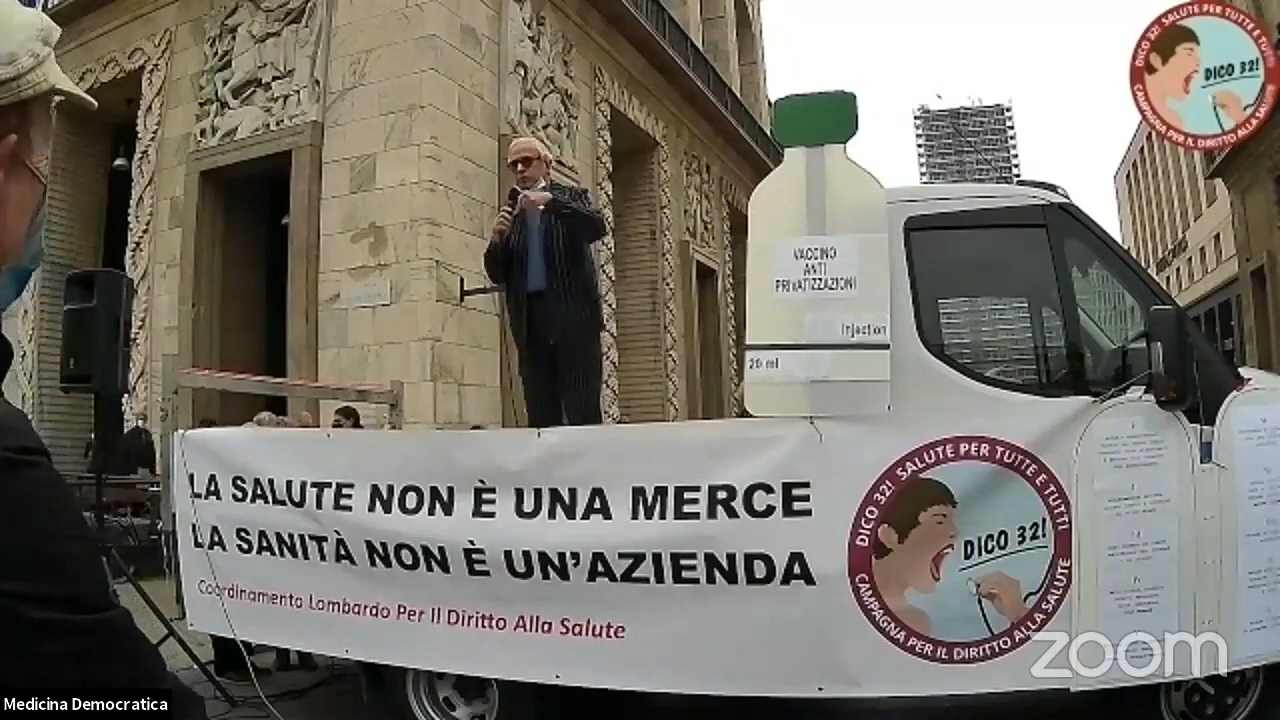 DICO 32! SALUTE PER TUTTE E TUTTI
DICO 32!
CAMPAGNA PER IL DIRITTO ALLA SALUTE
VACCINO
ANTI
PRIVATIZZAZIONI
Injection
20 ml
LA SALUTE NON È UNA MERCE
LA SANITÀ NON È UN'AZIENDA
Coordinamento Lombardo Per Il Diritto Alla Salute
DICO 32! SALUTE PER TUTTE E TUTTI
DICO 32!
CAMPAGNA PER IL DIRITTO ALLA SALUTE
zoom
Medicina Democratica